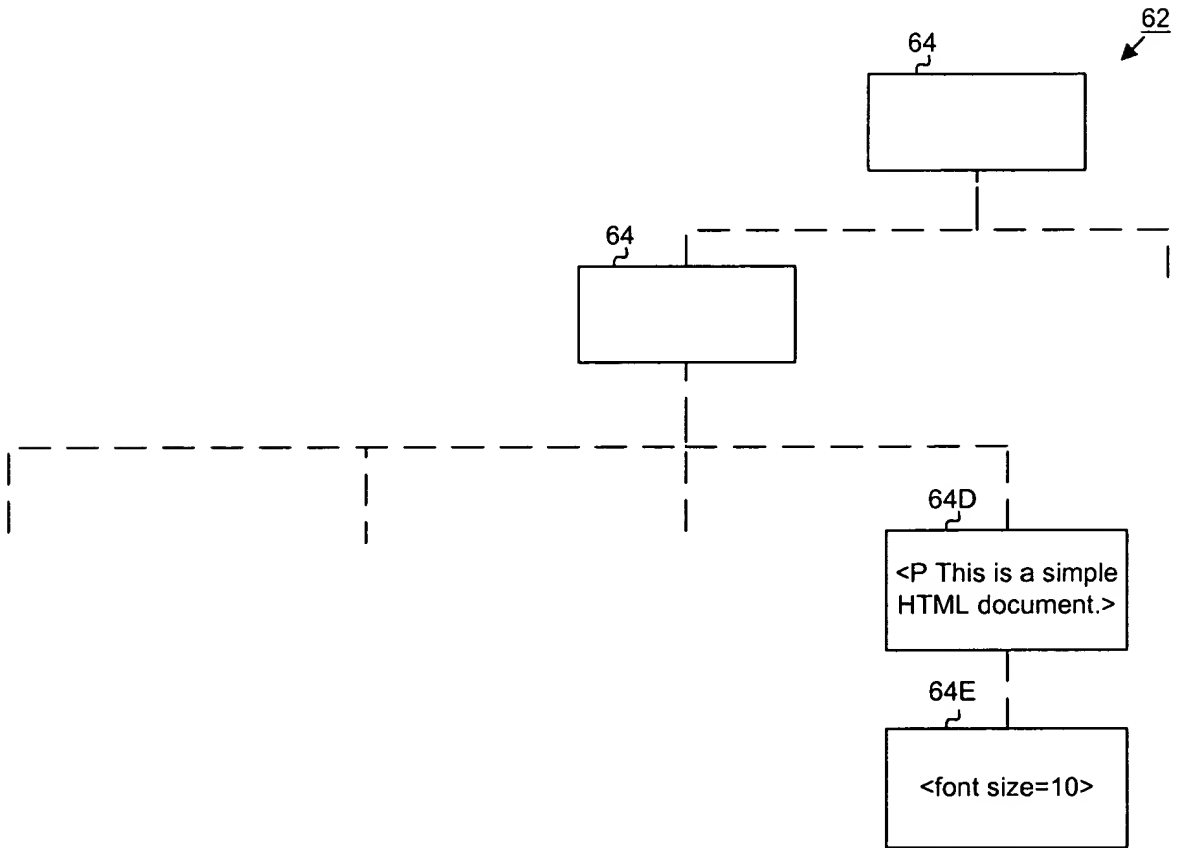 62
64
64
64D
<P This is a simple
HTML document.>
64E
<font size=10>